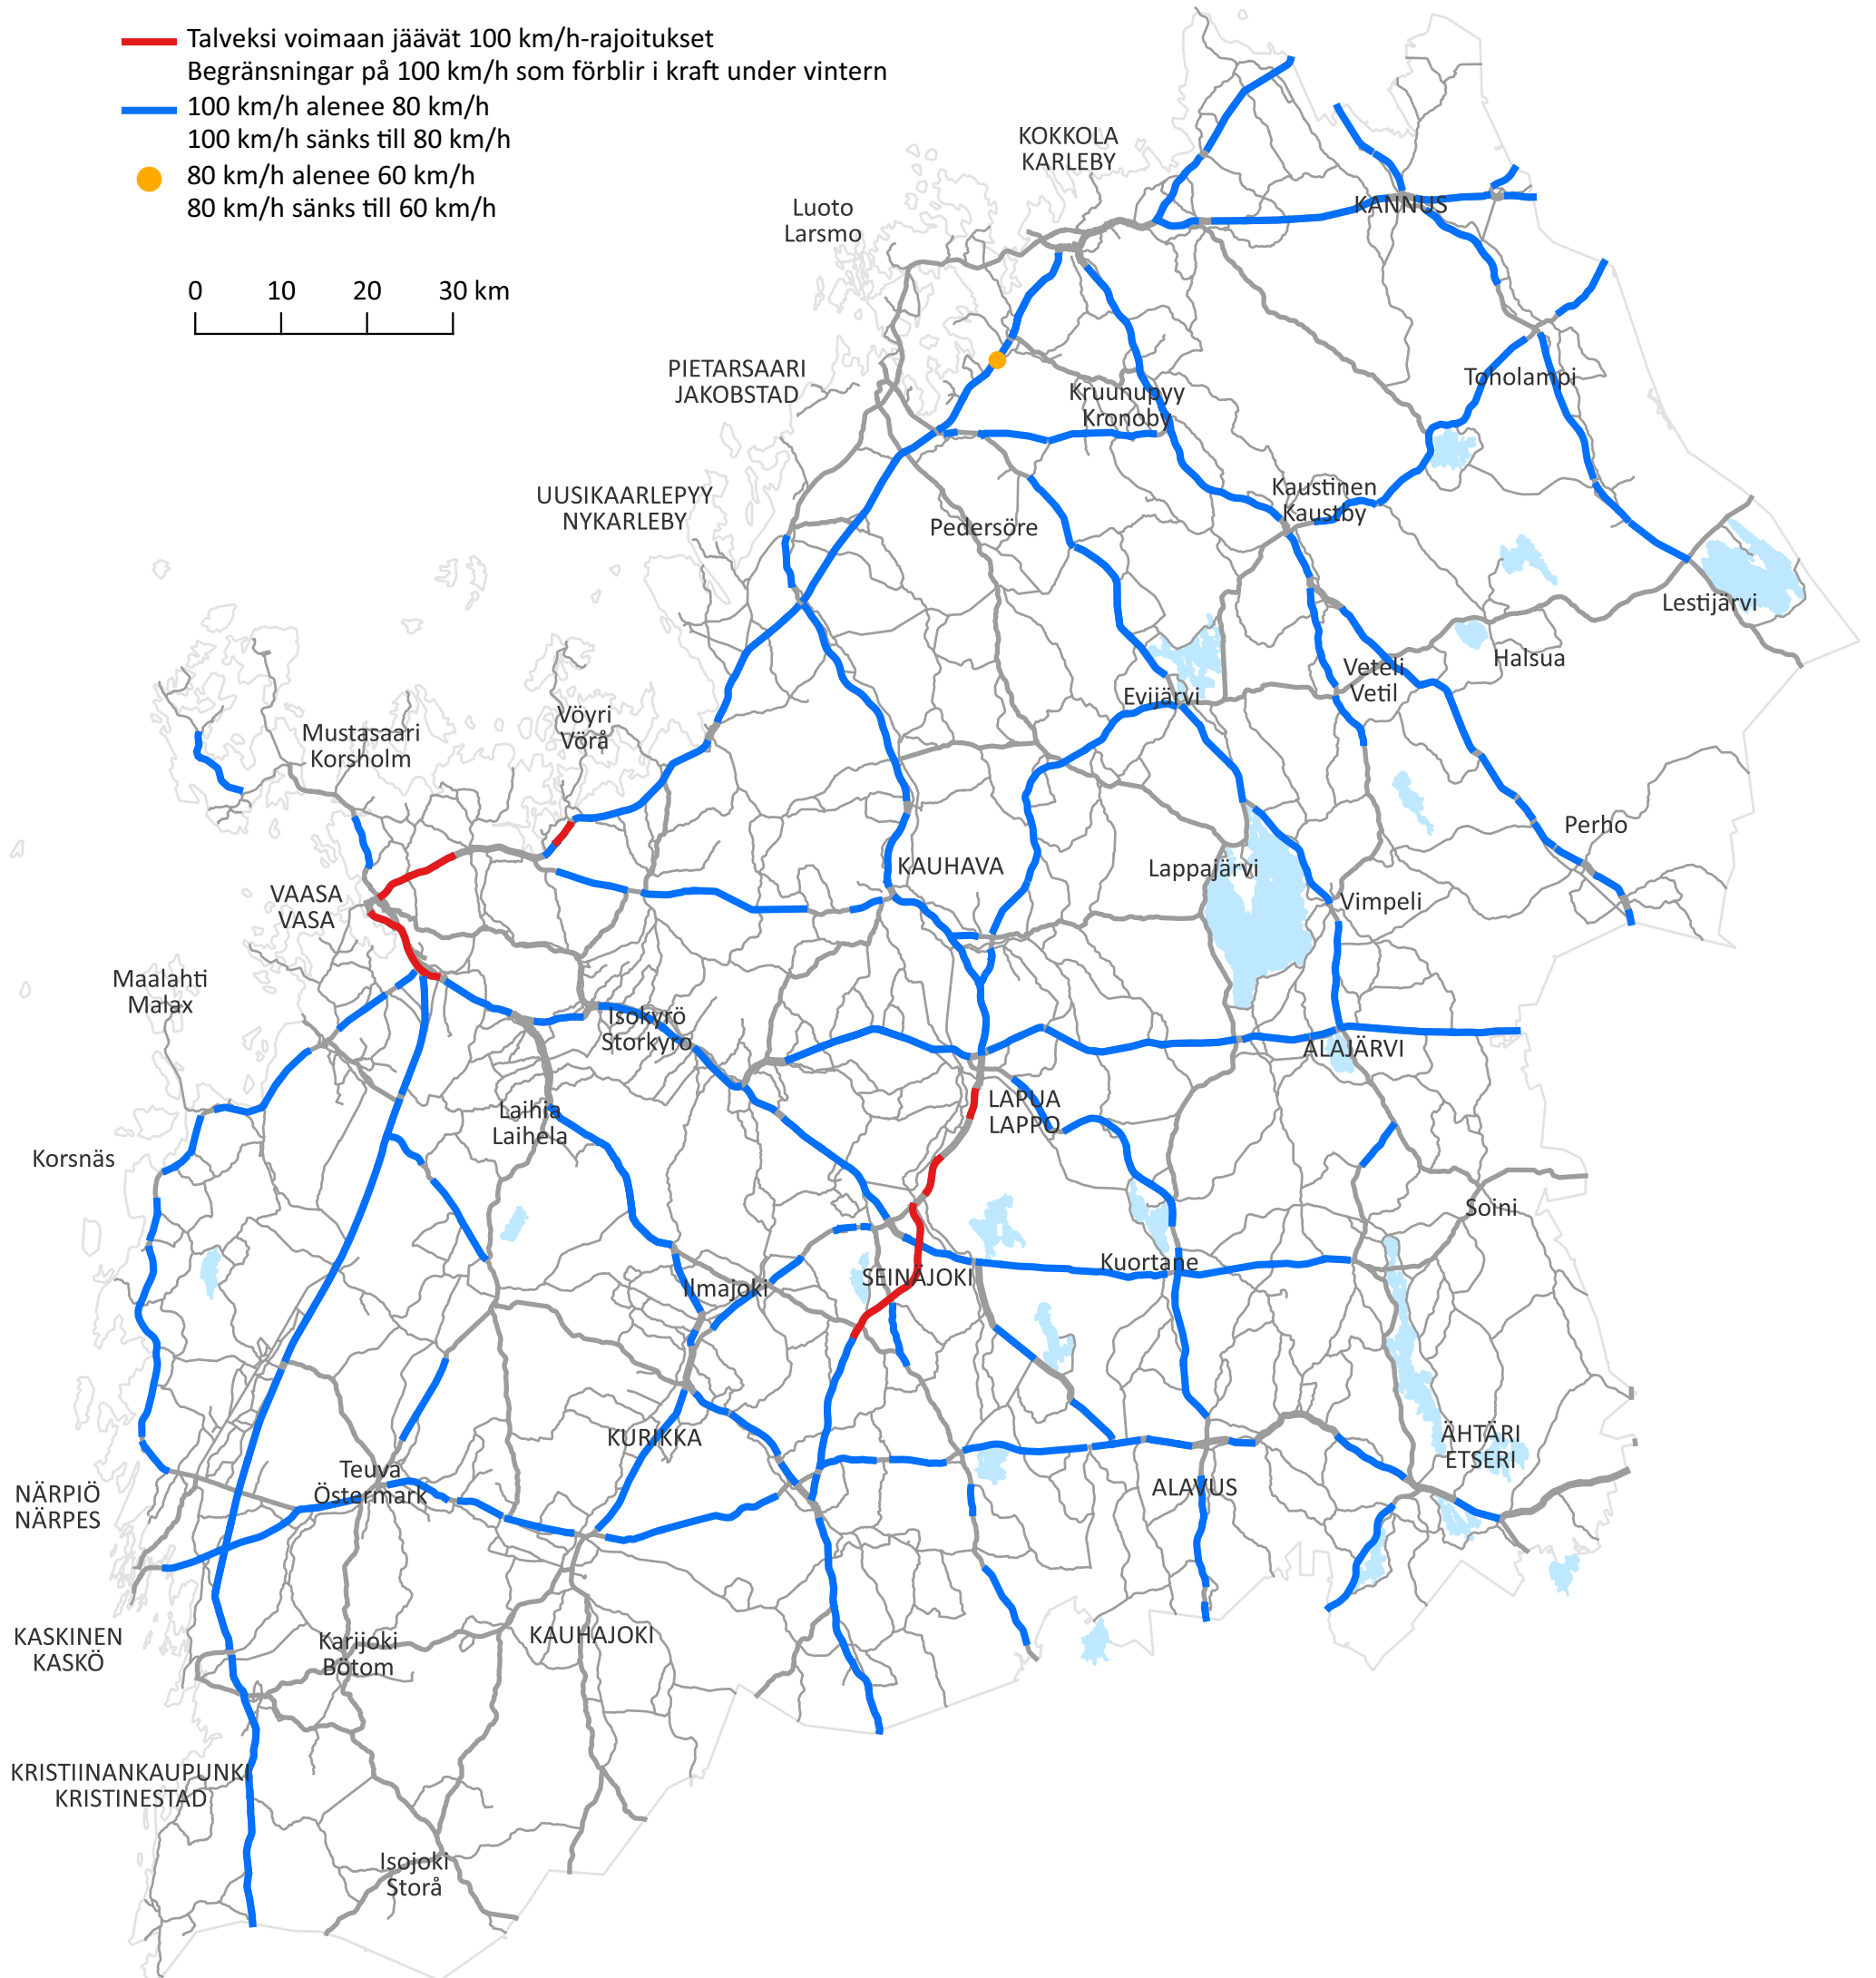 Talveksi voimaan jäävät 100 km/h-rajoitukset
Begränsningar på 100 km/h som förblir i kraft under vintern
100 km/h alenee 80 km/h
100 km/h sänks till 80 km/h
80 km/h alenee 60 km/h
80 km/h sänks till 60 km/h
0 10 20 30 km
KOKKOLA
KARLEBY
Luoto
Larsmo
KANNUS
PIETARSAARI
JAKOBSTAD
Kruunupyy
Kronoby
Toholampi
UUSIKAARLEPYY
NYKARLEBY
Pedersöre
Kaustinen
Kaustby
Lestijärvi
Halsua
Veteli
Vetil
Evijärvi
Vöyri
Vörå
Mustasaari
Korsholm
Perho
KAUHAVA
Lappajärvi
Vimpeli
VAASA
VASA
Maalahti
Malax
Isokyrö
Storkyro
ALAJÄRVI
LAPUA
LAPPO
Laihia
Laihela
Korsnäs
Soini
Kuortane
SEINÄJOKI
Ilmajoki
KURIKKA
ÄHTÄRI
ETSERI
Teuva
Östermark
ALAVUS
NÄRPIÖ
NÄRPES
KASKINEN
KASKÖ
Karijoki
Bötom
KAUHAJOKI
KRISTIINANKAUPUNKI
KRISTINESTAD
Isojoki
Storå